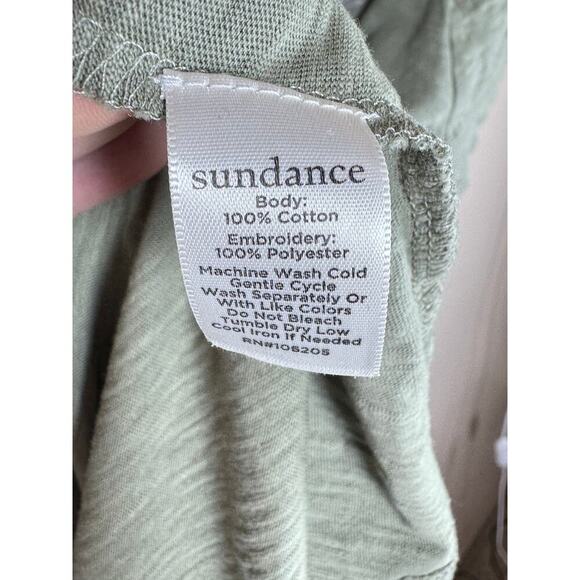 sundance
Body:
100% Cotton
Embroidery:
100% Polyester
Machine Wash Cold
Gentle Cycle
Wash Separately Or
With Like Colors
Do Not Bleach
Tumble Dry Low
Cool Iron if Needed
RN#106205